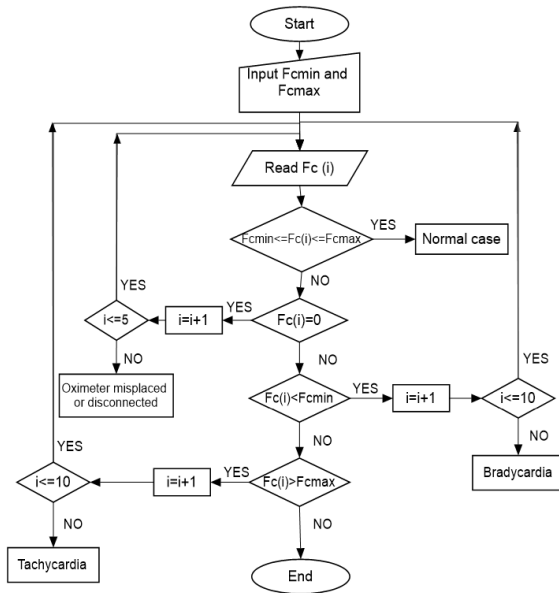 Start
Input Fcmin and
Fcmax
Read Fc (i)
Fcmin<=Fc(i)<=Fcmax
YES
Normal case
NO
Fc(i)=0
YES
i=i+1
i<=5
YES
NO
Oximeter misplaced
or disconnected
NO
Fc(i)<Fcmin
YES
i=i+1
i<=10
YES
NO
Bradycardia
NO
Fc(i)>Fcmax
YES
i=i+1
i<=10
YES
NO
Tachycardia
NO
End